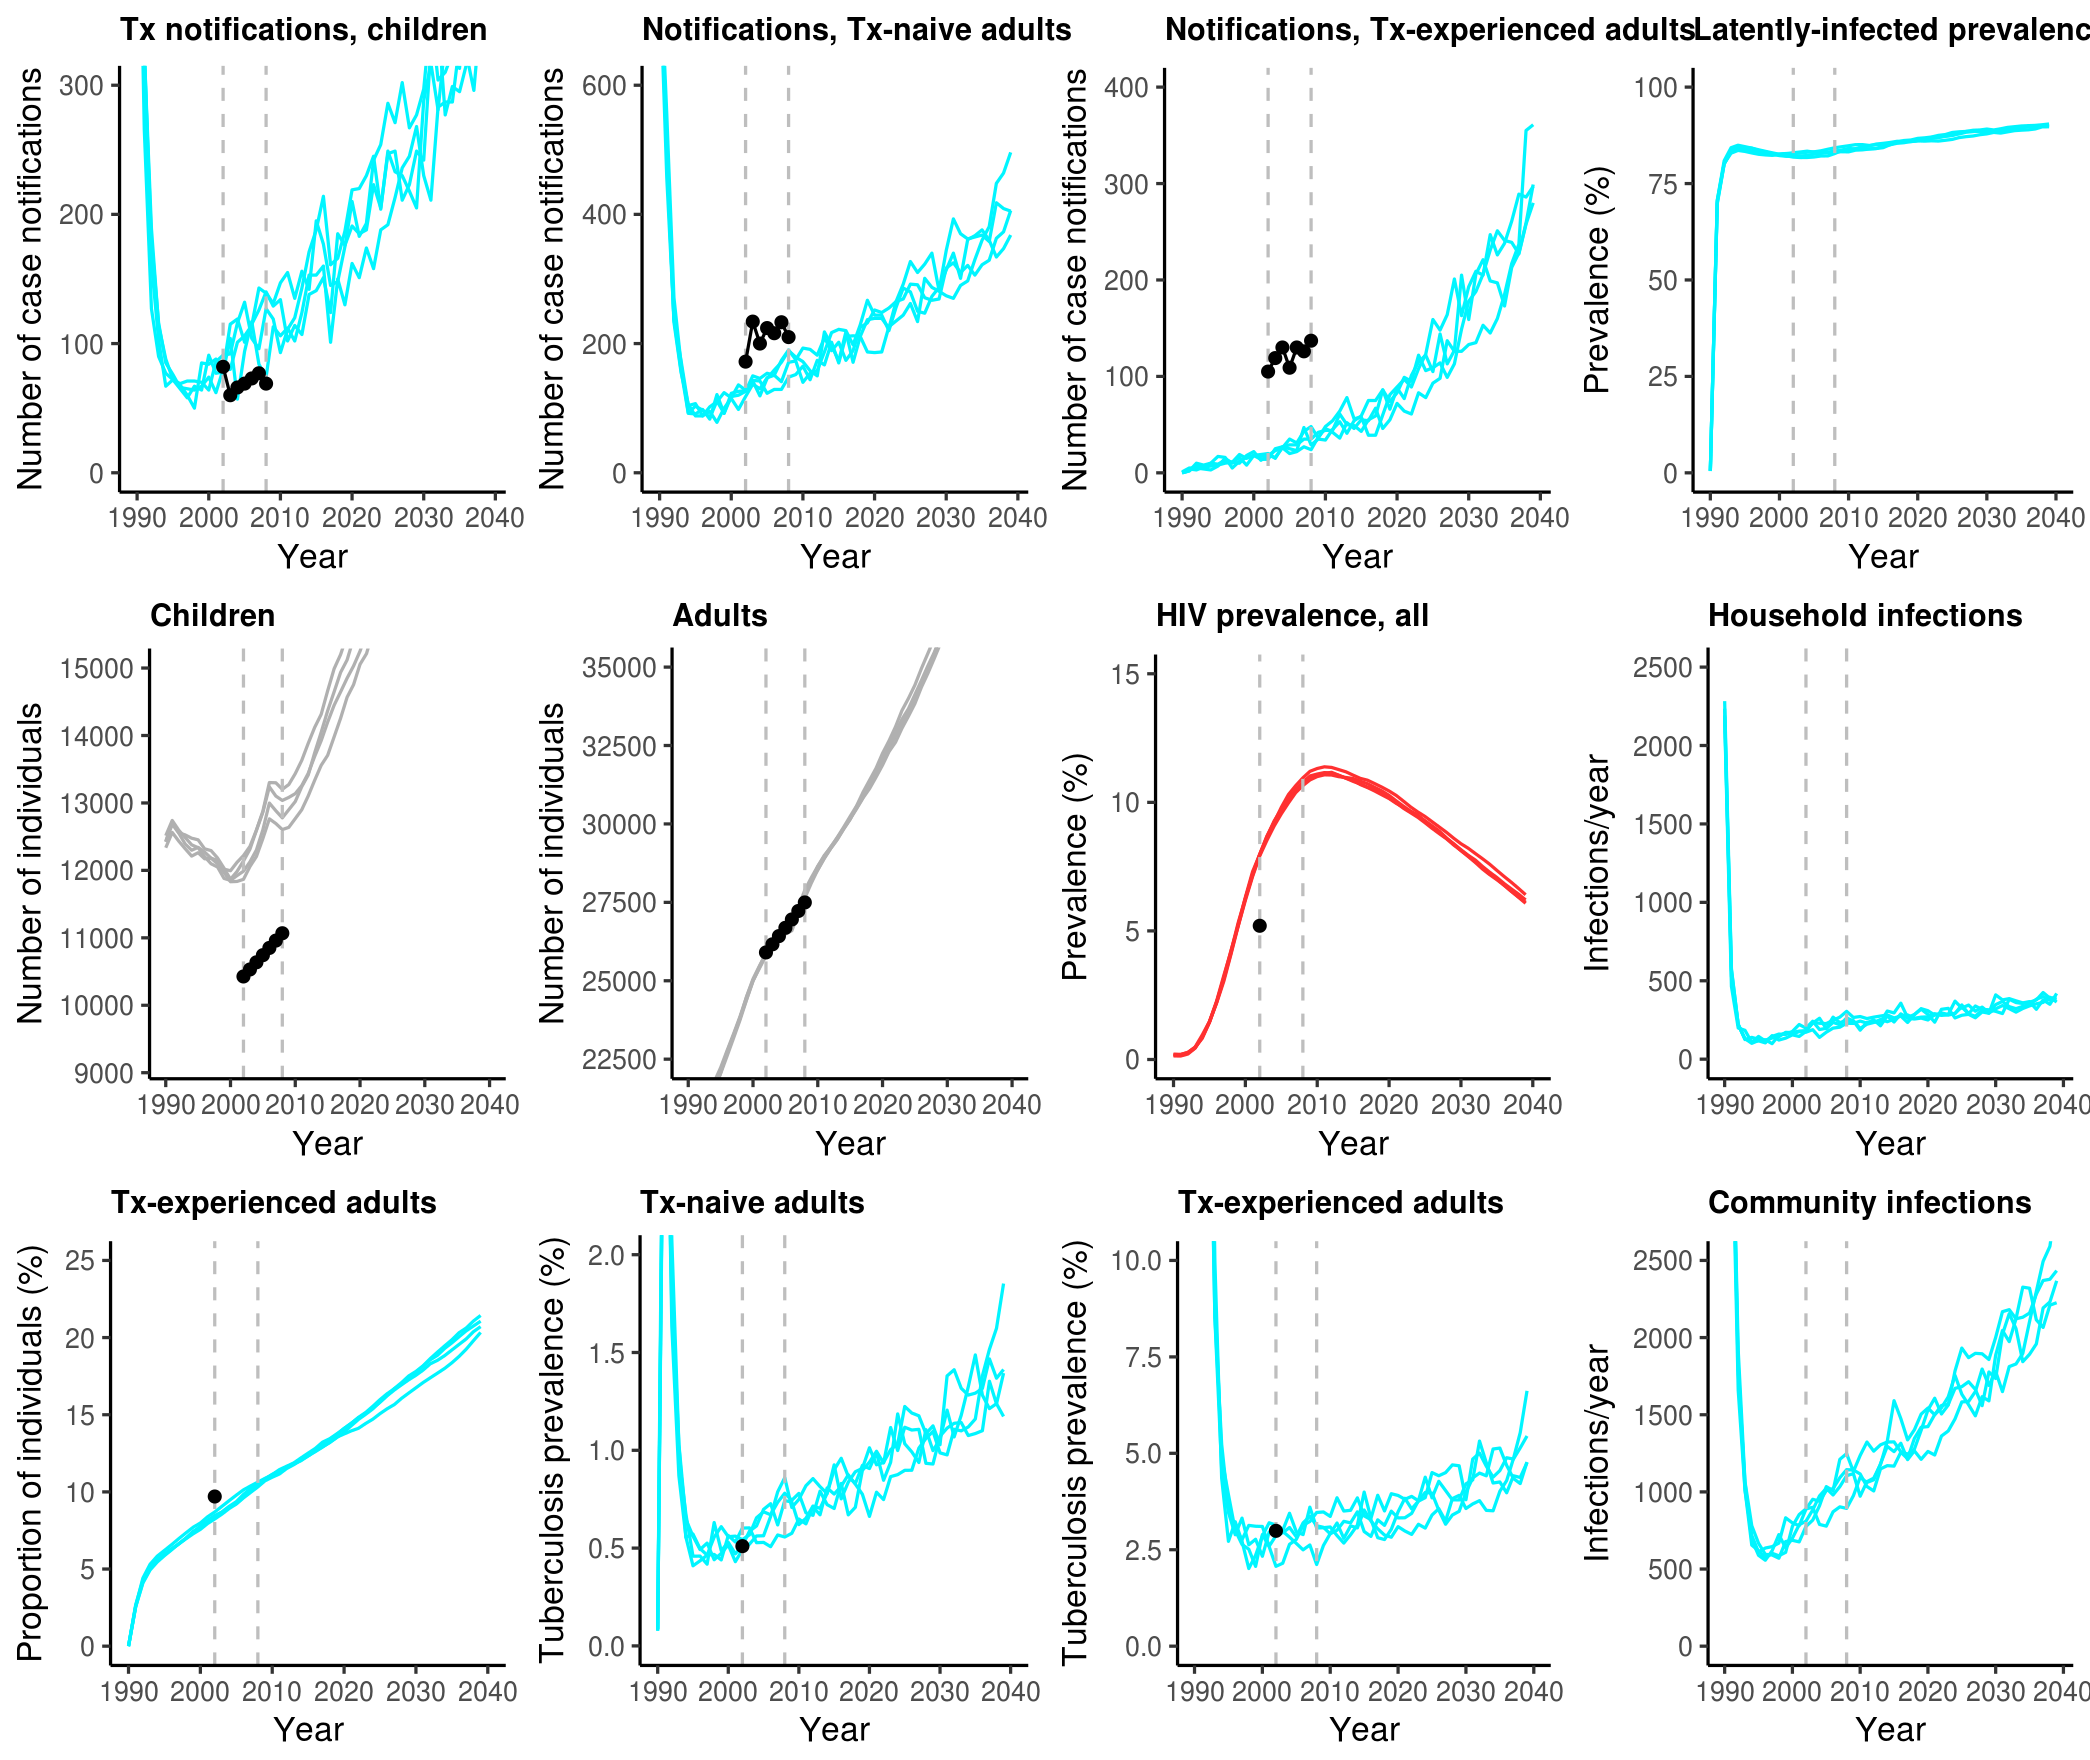 Tx notifications, children
Number of case notifications
300
200
100
0
1990 2000 2010 2020 2030 2040
Year
Notifications, Tx-naive adults
Number of case notifications
600
400
200
0
1990 2000 2010 2020 2030 2040
Year
Notifications, Tx-experienced adults
Number of case notifications
400
300
200
100
0
1990 2000 2010 2020 2030 2040
Year
Latently-infected prevalenc
Prevalence (%)
100
75
50
25
0
1990 2000 2010 2020 2030 2040
Year
Children
Number of individuals
15000
14000
13000
12000
11000
10000
9000
1990 2000 2010 2020 2030 2040
Year
Adults
Number of individuals
35000
32500
30000
27500
25000
22500
1990 2000 2010 2020 2030 2040
Year
HIV prevalence, all
Prevalence (%)
15
10
5
0
1990 2000 2010 2020 2030 2040
Year
Household infections
Infections/year
2500
2000
1500
1000
500
0
1990 2000 2010 2020 2030 2040
Year
Tx-experienced adults
Proportion of individuals (%)
25
20
15
10
5
0
1990 2000 2010 2020 2030 2040
Year
Tx-naive adults
Tuberculosis prevalence (%)
2.0
1.5
1.0
0.5
0.0
1990 2000 2010 2020 2030 2040
Year
Tx-experienced adults
Tuberculosis prevalence (%)
10.0
7.5
5.0
2.5
0.0
1990 2000 2010 2020 2030 2040
Year
Community infections
Infections/year
2500
2000
1500
1000
500
0
1990 2000 2010 2020 2030 2040
Year